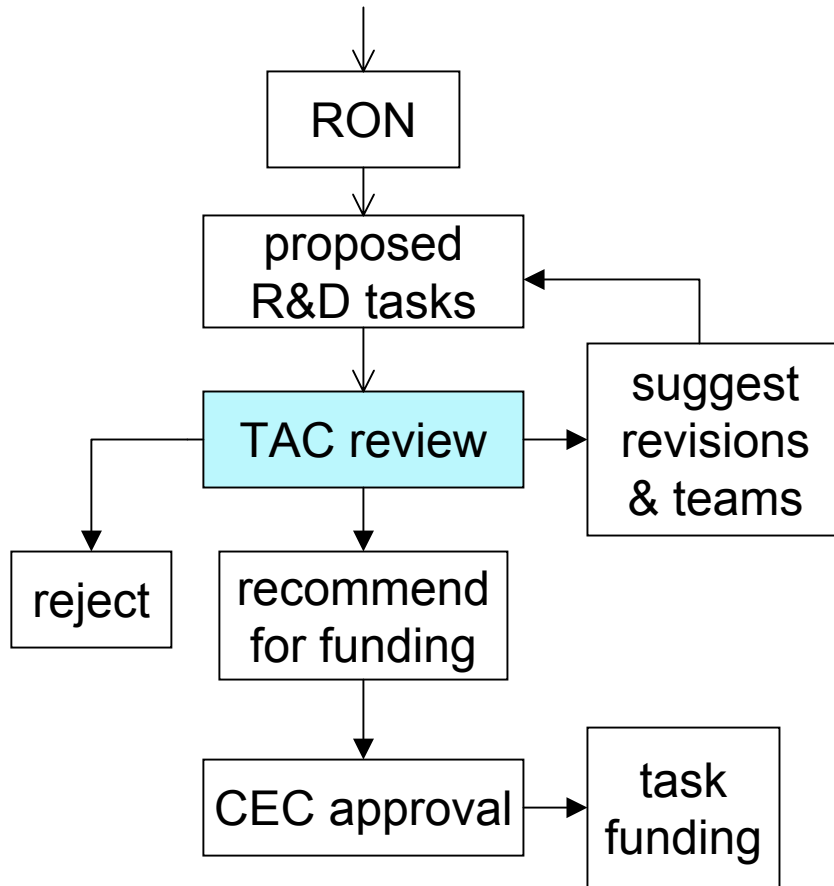 RON
proposed
R&D tasks
TAC review
suggest
revisions
& teams
reject
recommend
for funding
CEC approval
task
funding